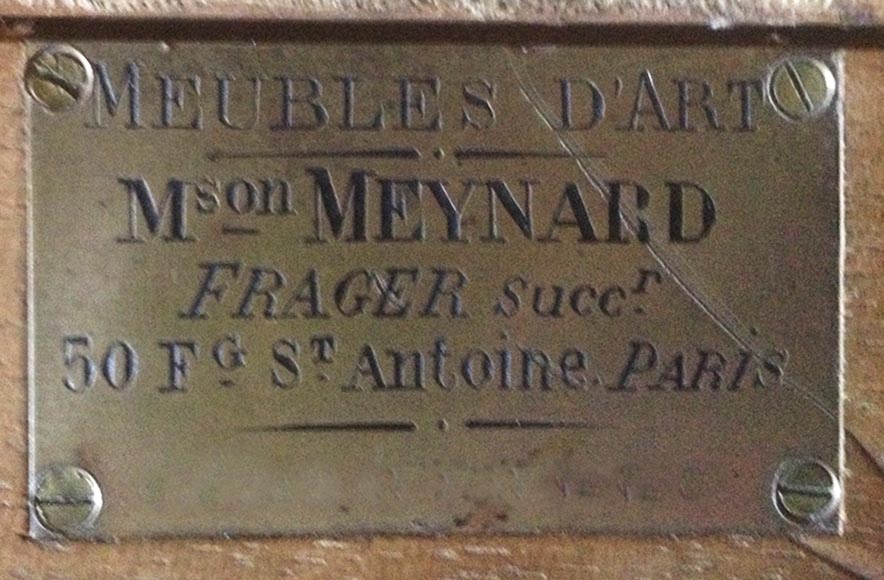 MEUBLES D'ART
Mson MEYNARD
FRAGER succr
50 FG ST Antoine. PARIS